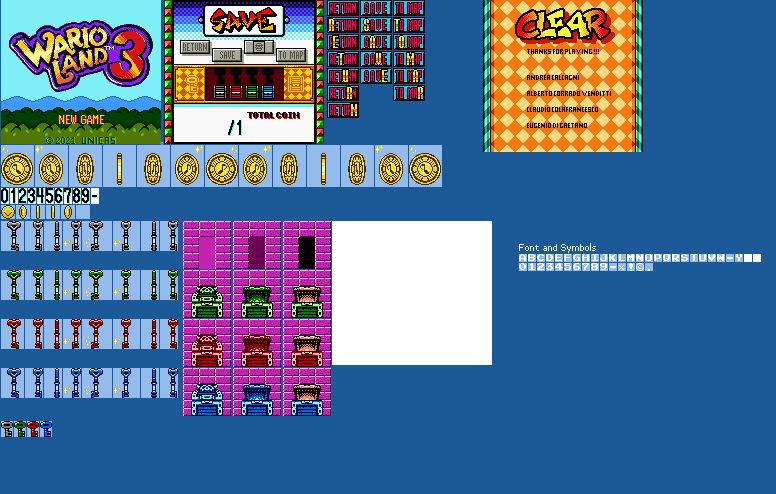 WARIO LAND 3
TM
NEW GAME
© 2021 UNICAS
SAVE
RETURN
SAVE
TO MAP
TOTAL COIN
/1
RETURN SAVE TO MAP
RETURN SAVE TO MAP
RETURN SAVE TO MAP
RETURN SAVE TO MAP
RETURN SAVE TO MAP
RETURN TO MAP
RETURN
CLEAR
THANKS FOR PLAYING !!!
ANDREA CALCAGNI
ALBERTO CORRADO VENDITTI
CLAUDIO COLAFRANCESCO
EUGENIO DI GAETANO
0123456789-
Font and Symbols
ABCDEFGHIJKLMNOPQRSTUVW-Y
0123456789-×!©.